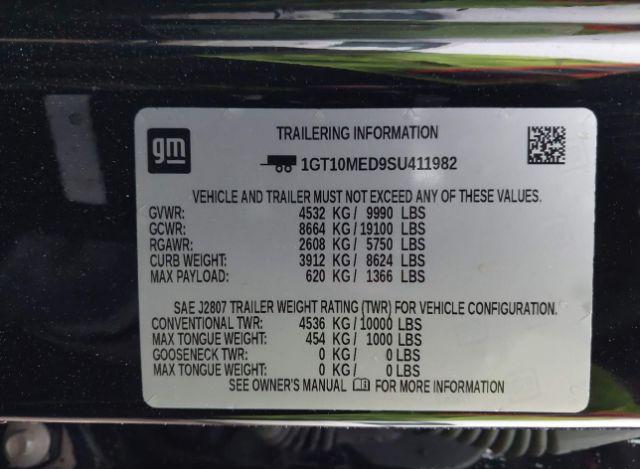 gm
TRAILERING INFORMATION
1GT10MED9SU411982
VEHICLE AND TRAILER MUST NOT EXCEED ANY OF THESE VALUES.
GVWR: 4532 KG / 9990 LBS
GCWR: 8664 KG / 19100 LBS
RGAWR: 2608 KG / 5750 LBS
CURB WEIGHT: 3912 KG / 8624 LBS
MAX PAYLOAD: 620 KG / 1366 LBS
SAE J2807 TRAILER WEIGHT RATING (TWR) FOR VEHICLE CONFIGURATION.
CONVENTIONAL TWR: 4536 KG / 10000 LBS
MAX TONGUE WEIGHT: 454 KG / 1000 LBS
GOOSENECK TWR: 0 KG / 0 LBS
MAX TONGUE WEIGHT: 0 KG / 0 LBS
SEE OWNER'S MANUAL FOR MORE INFORMATION